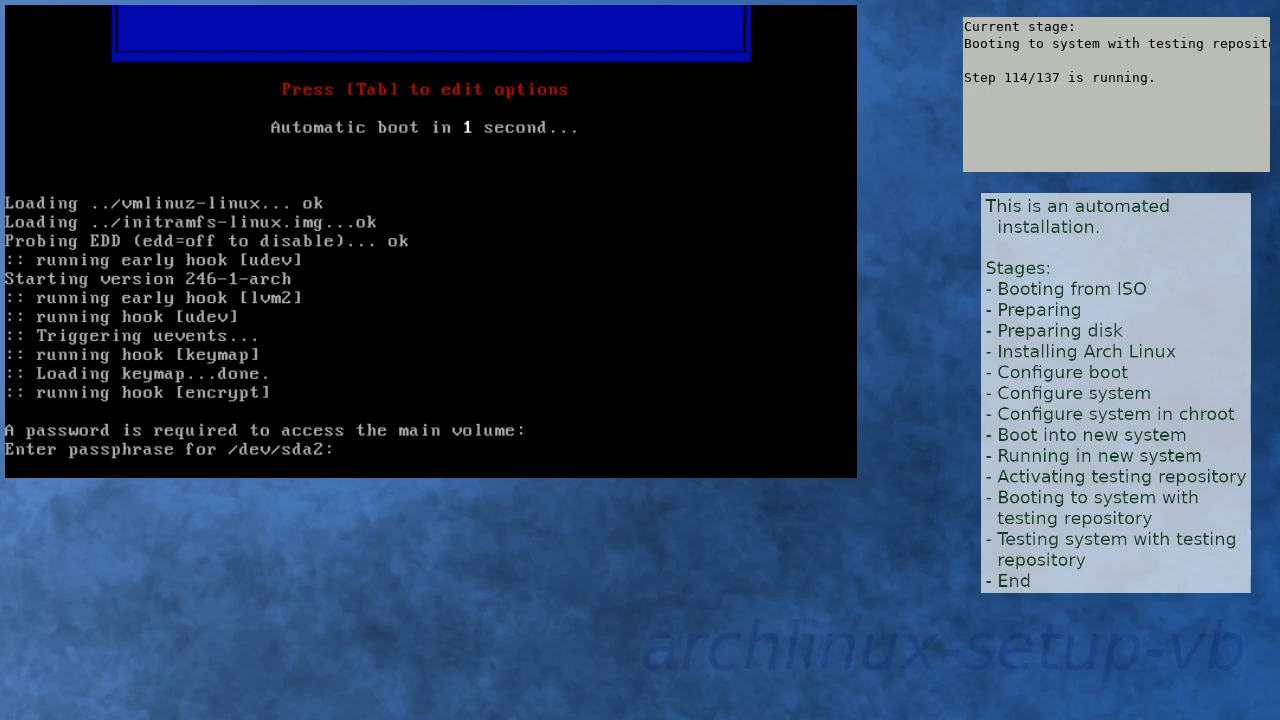 Press [Tab] to edit options
Automatic boot in 1 second...
Loading ../vmlinuz-linux... ok
Loading ../initramfs-linux.img...ok
Probing EDD (edd=off to disable)... ok
:: running early hook [udev]
Starting version 246-1-arch
:: running early hook [lvm2]
:: running hook [udev]
:: Triggering uevents...
:: running hook [keymap]
:: Loading keymap...done.
:: running hook [encrypt]
A password is required to access the main volume:
Enter passphrase for /dev/sda2:
Current stage:
Booting to system with testing reposito
Step 114/137 is running.
This is an automated
installation.
Stages:
- Booting from ISO
- Preparing
- Preparing disk
- Installing Arch Linux
- Configure boot
- Configure system
- Configure system in chroot
- Boot into new system
- Running in new system
- Activating testing repository
- Booting to system with
testing repository
- Testing system with testing
repository
- End
archlinux-setup-vb